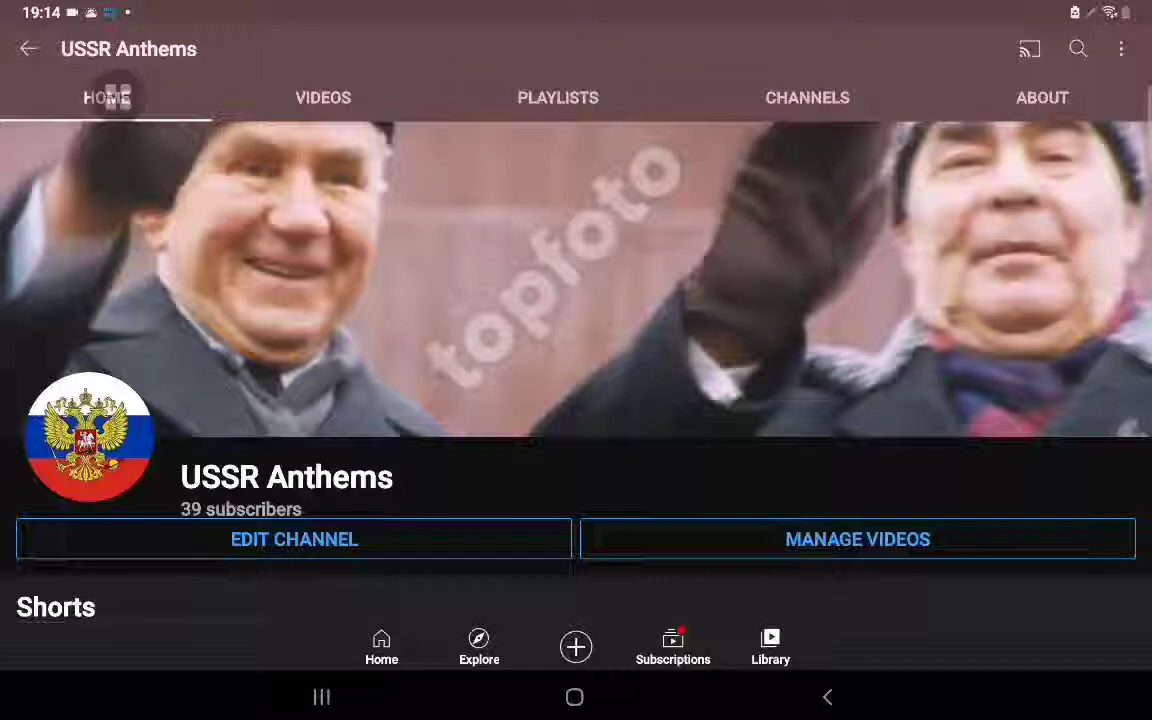 19:14
USSR Anthems
HOME
VIDEOS
PLAYLISTS
CHANNELS
ABOUT
topfoto
USSR Anthems
39 subscribers
EDIT CHANNEL
MANAGE VIDEOS
Shorts
Home
Explore
Subscriptions
Library